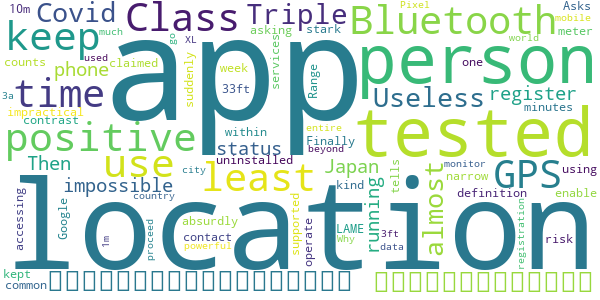 10m Covid Class Triple Bluetooth Pixel Asks mobile
much XL go asking services world meter
keep app person
counts used phone claimed week 33ft stark Range one
3a time suddenly Useless register
impractical contrast within Finally entire minutes
positive status tested
Then use uninstalled Japan beyond tells monitor city
impossible least kind running almost GPS using
accessing Google country absurdly supported operate LAME narrow definition enable
location
contact powerful Why 3ft data registration risk
kept 1m proceed
common